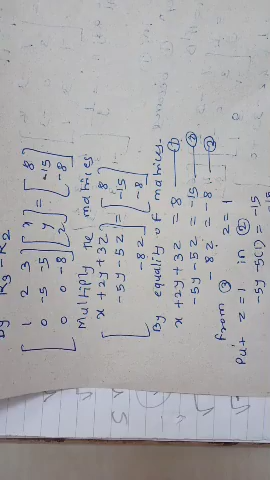 By R3 - R2
[1 2 3; 0 -5 -5; 0 0 -8] [x; y; z] = [8; -15; -8]
Multiply the matrices
[x + 2y + 3z; -5y - 5z; -8z] = [8; -15; -8]
By equality of matrices
x + 2y + 3z = 8 —— ①
-5y - 5z = -15 —— ②
-8z = -8 —— ③
from ③ z = 1
Put z = 1 in ②
-5y - 5(1) = -15